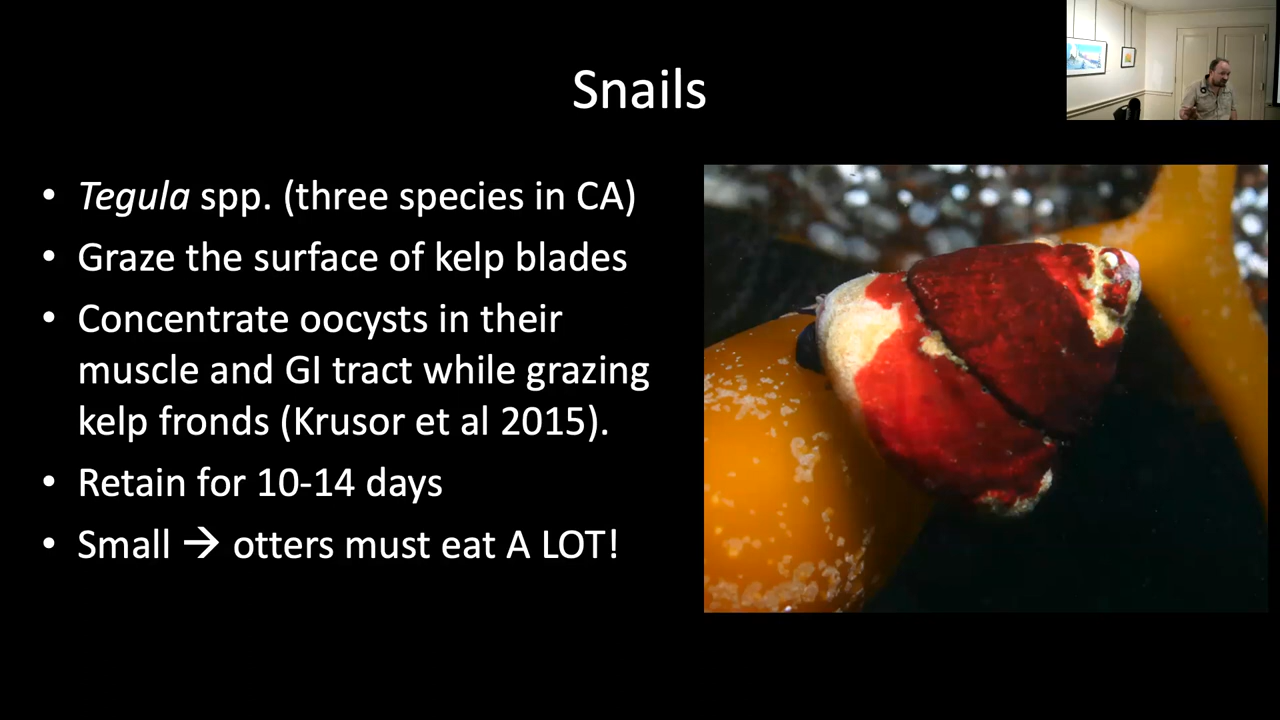 Snails
• Tegula spp. (three species in CA)
• Graze the surface of kelp blades
• Concentrate oocysts in their
muscle and GI tract while grazing
kelp fronds (Krusor et al 2015).
• Retain for 10-14 days
• Small → otters must eat A LOT!